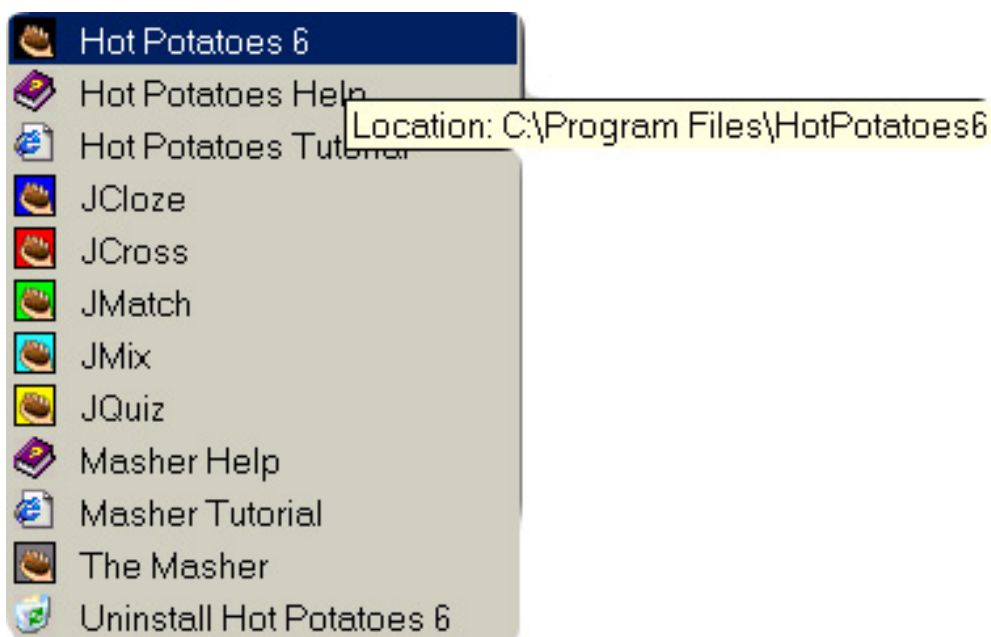 Hot Potatoes 6
Hot Potatoes Help
Location: C:\Program Files\HotPotatoes6
Hot Potatoes Tutorial
JCloze
JCross
JMatch
JMix
JQuiz
Masher Help
Masher Tutorial
The Masher
Uninstall Hot Potatoes 6